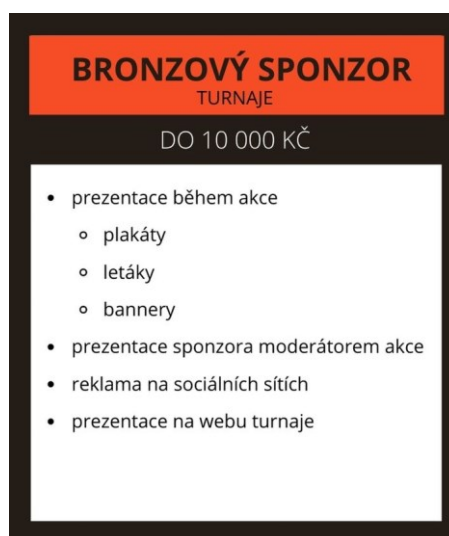 BRONZOVÝ SPONZOR
TURNAJE
DO 10 000 KČ
prezentace během akce
plakáty
letáky
bannery
prezentace sponzora moderátorem akce
reklama na sociálních sítích
prezentace na webu turnaje